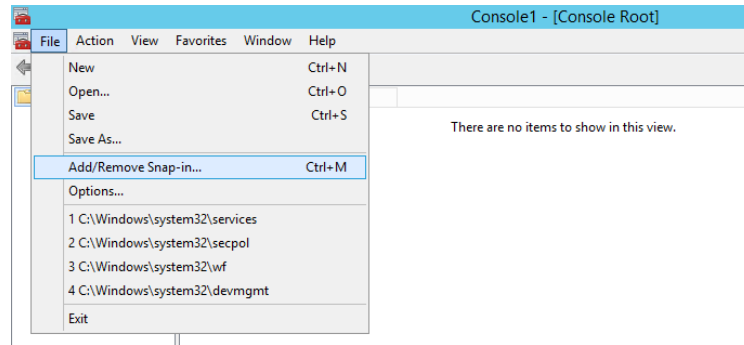 Console1 - [Console Root]
File Action View Favorites Window Help
New Ctrl+N
Open... Ctrl+O
Save Ctrl+S
Save As...
Add/Remove Snap-in... Ctrl+M
Options...
1 C:\Windows\system32\services
2 C:\Windows\system32\secpol
3 C:\Windows\system32\wf
4 C:\Windows\system32\devmgmt
Exit
There are no items to show in this view.